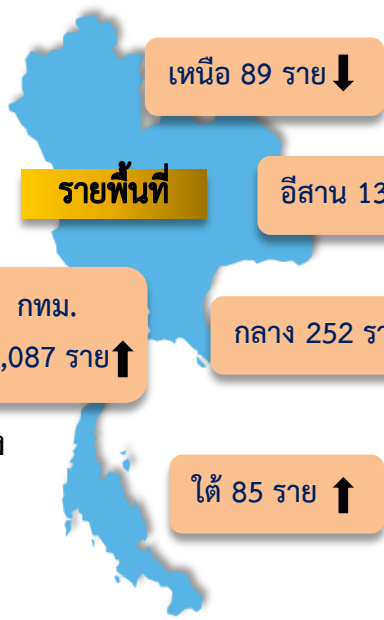 เหนือ 89 ราย
รายพื้นที่
อีสาน 13
กทม.
,087 ราย
กลาง 252 รา
ใต้ 85 ราย